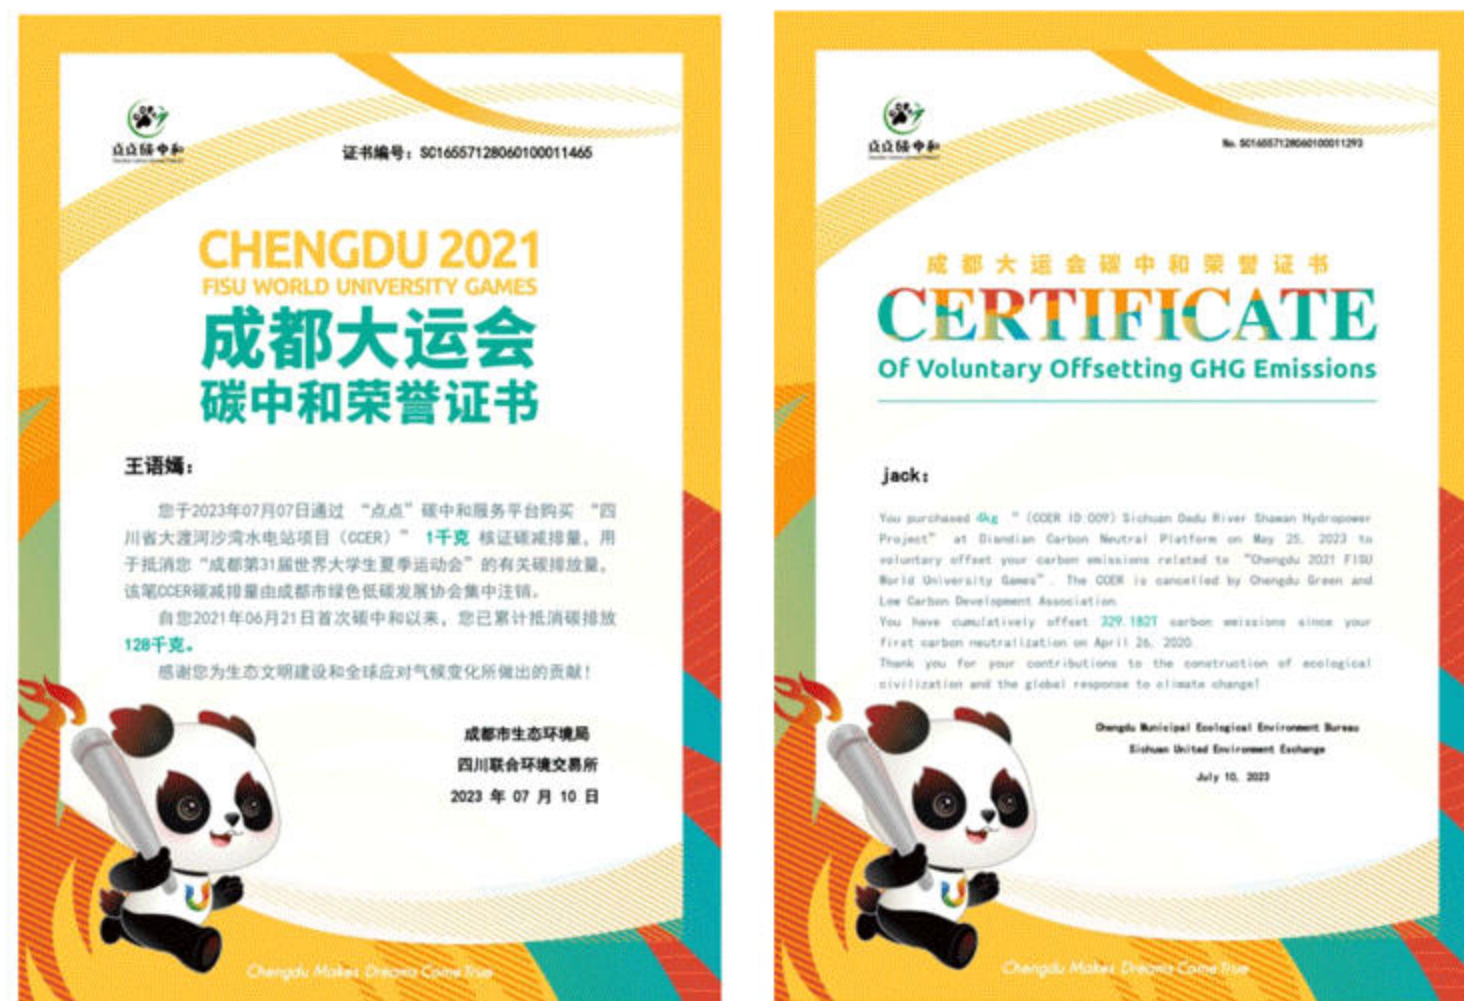 点点碳中和
证书编号：SC16557128060100011465
CHENGDU 2021
FISU WORLD UNIVERSITY GAMES
成都大运会
碳中和荣誉证书
王语嫣：
您于2023年07月07日通过 “点点”碳中和服务平台购买 “四
川省大渡河沙湾水电站项目（CCER）” 1千克 核证碳减排量，用
于抵消您“成都第31届世界大学生夏季运动会”的有关碳排放量。
该笔CCER碳减排量由成都市绿色低碳发展协会集中注销。
自您2021年06月21日首次碳中和以来，您已累计抵消碳排放
128千克。
感谢您为生态文明建设和全球应对气候变化所做出的贡献！
成都市生态环境局
四川联合环境交易所
2023 年 07 月 10 日
Chengdu Makes Dreams Come True
点点碳中和
No. SC16557128060100011293
成都大运会碳中和荣誉证书
CERTIFICATE
Of Voluntary Offsetting GHG Emissions
jack:
You purchased 4kg “(CCER ID:009) Sichuan Dadu River Shawan Hydropower
Project” at Diandian Carbon Neutral Platform on May 25, 2023 to
voluntary offset your carbon emissions related to “Chengdu 2021 FISU
World University Games”. The CCER is cancelled by Chengdu Green and
Low Carbon Development Association.
You have cumulatively offset 329.182T carbon emissions since your
first carbon neutralization on April 26, 2020.
Thank you for your contributions to the construction of ecological
civilization and the global response to climate change!
Chengdu Municipal Ecological Environment Bureau
Sichuan United Environment Exchange
July 10, 2023
Chengdu Makes Dreams Come True